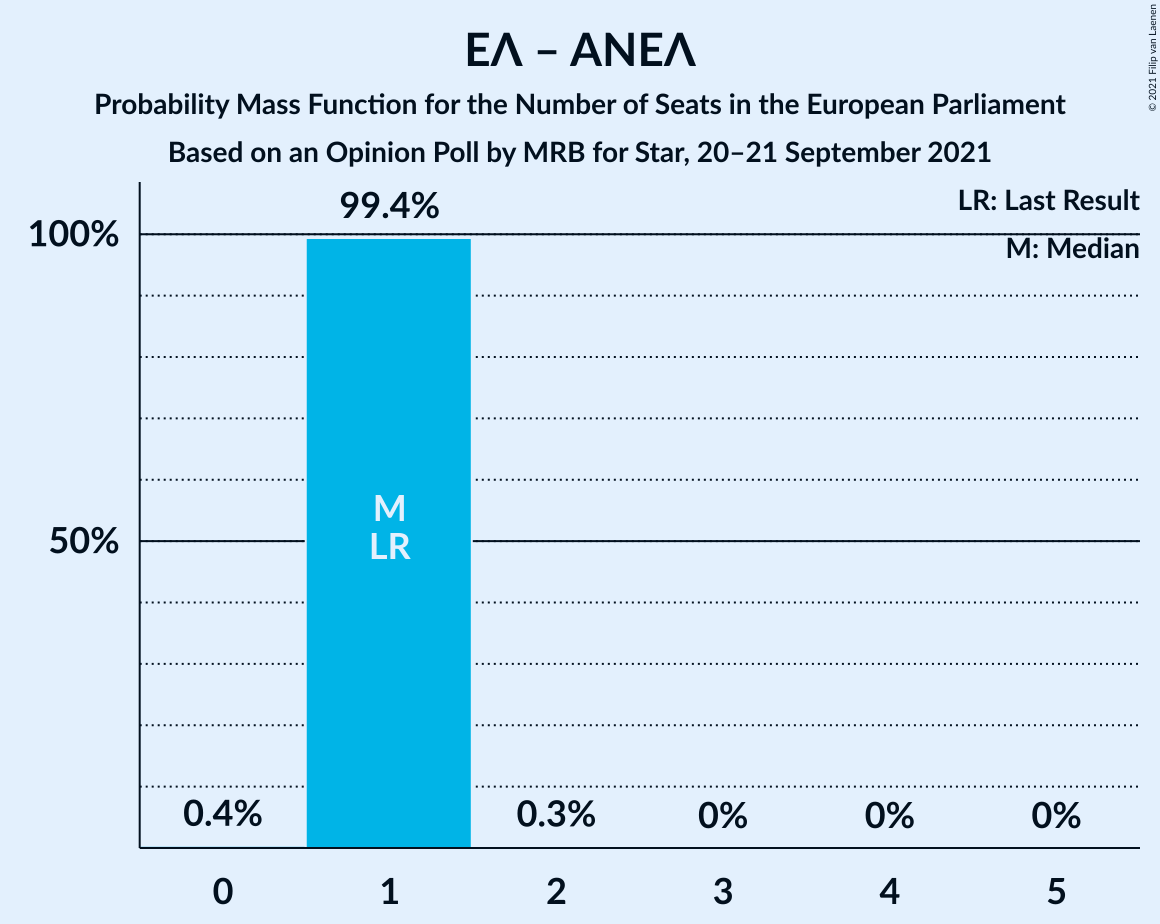 ΕΛ – ΑΝΕΛ
Probability Mass Function for the Number of Seats in the European Parliament
Based on an Opinion Poll by MRB for Star, 20–21 September 2021
© 2021 Filip van Laenen
LR: Last Result
M: Median
99.4%
100%
M
LR
50%
0.4%
0.3%
0%
0%
0%
0
1
2
3
4
5